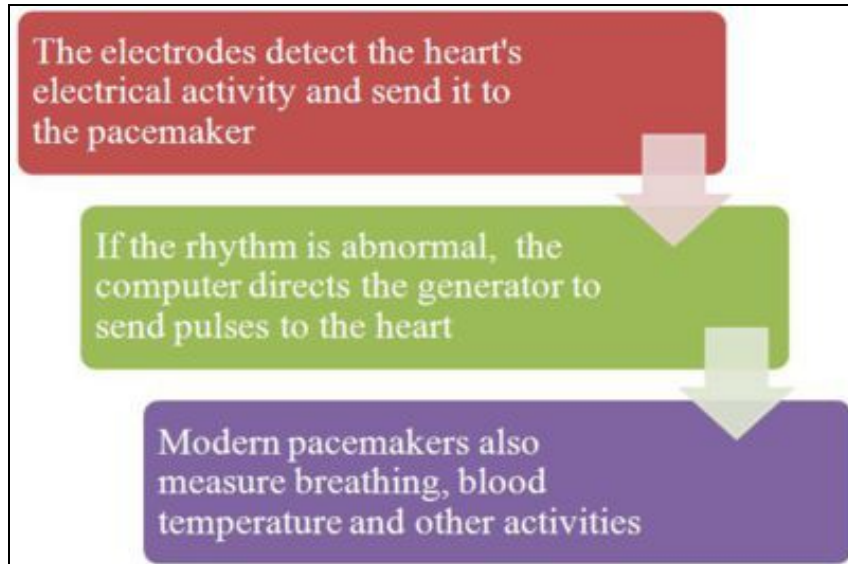 The electrodes detect the heart's
electrical activity and send it to
the pacemaker
If the rhythm is abnormal, the
computer directs the generator to
send pulses to the heart
Modern pacemakers also
measure breathing, blood
temperature and other activities